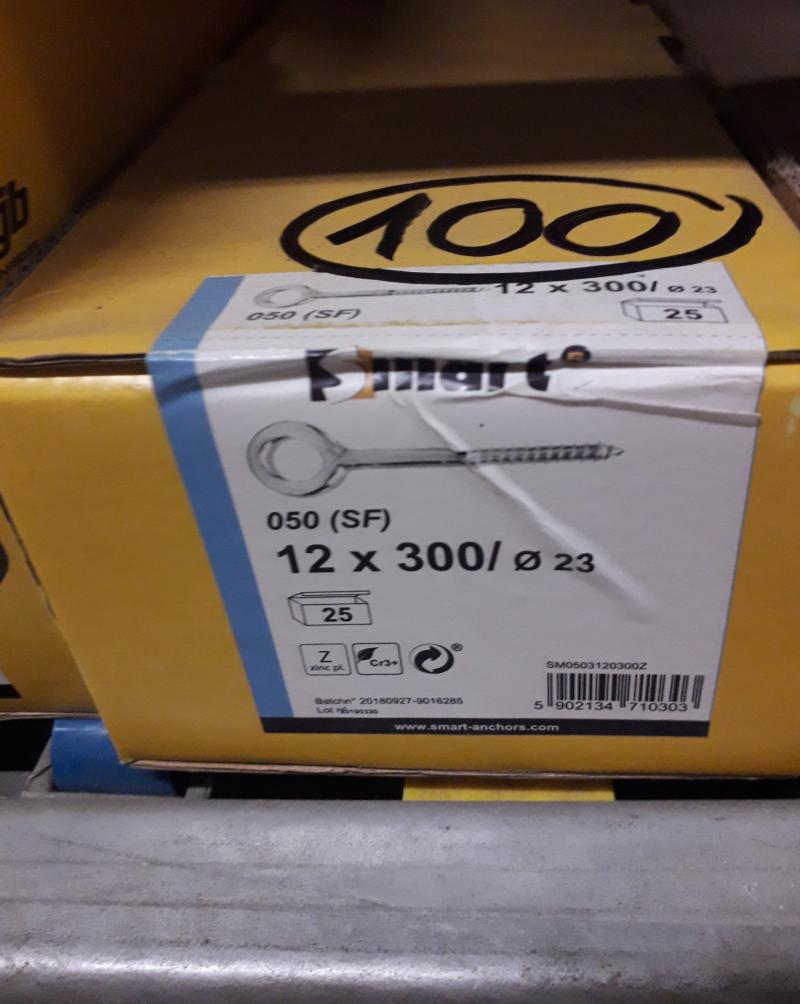 100
12 x 300/ ø 23
050 (SF)
25
Smart
050 (SF)
12 x 300/ ø 23
25
Z
zinc pl.
Cr3+
®
SM0503120300Z
Batchn° 20180927-9016285
5 902134 710303
www.smart-anchors.com